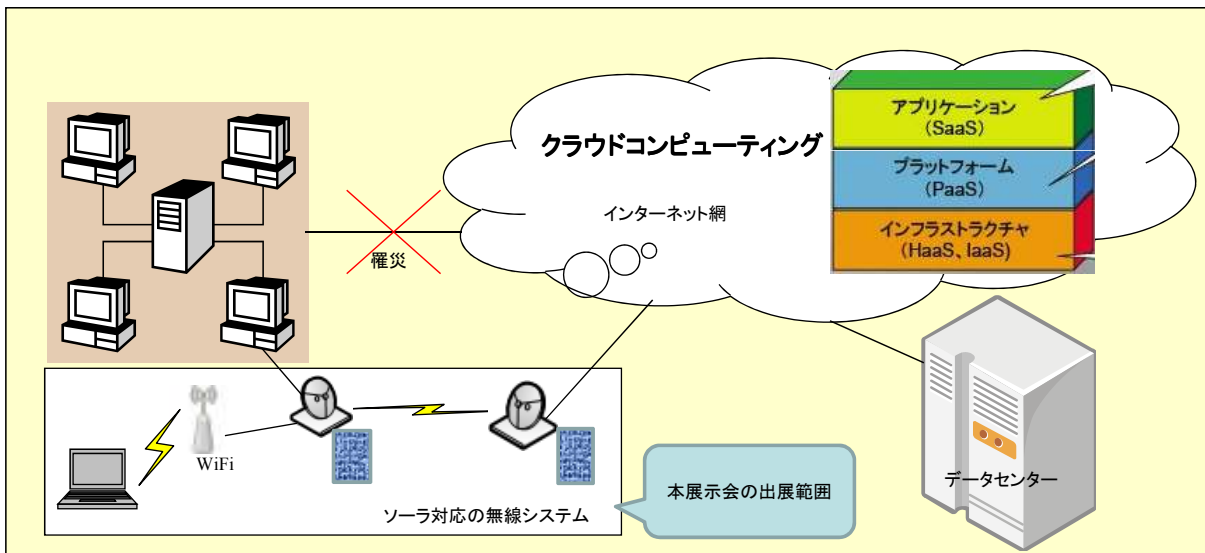 アプリケーション
(SaaS)
クラウドコンピューティング
プラットフォーム
(PaaS)
インターネット網
インフラストラクチャ
(HaaS、IaaS)
罹災
WiFi
データセンター
本展示会の出展範囲
ソーラ対応の無線システム